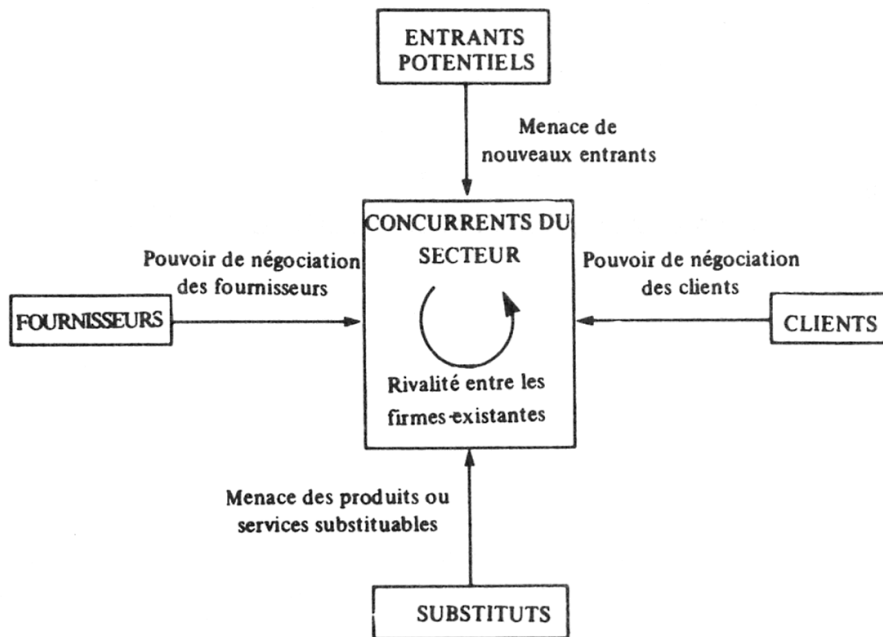 ENTRANTS
POTENTIELS
Menace de
nouveaux entrants
CONCURRENTS DU
SECTEUR
Pouvoir de négociation
des fournisseurs
Pouvoir de négociation
des clients
FOURNISSEURS
CLIENTS
Rivalité entre les
firmes-existantes
Menace des produits ou
services substituables
SUBSTITUTS